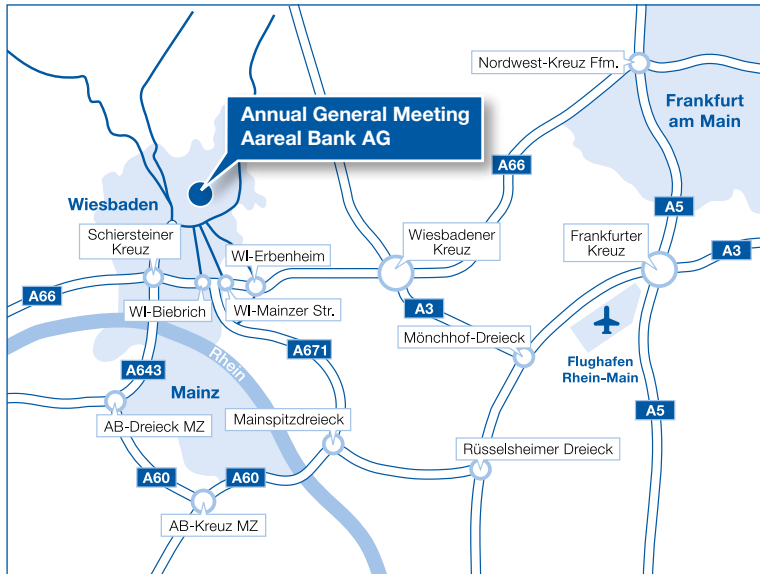 Nordwest-Kreuz Ffm.
Frankfurt
am Main
Annual General Meeting
Aareal Bank AG
A66
Wiesbaden
A5
Schiersteiner
Kreuz
WI-Erbenheim
Wiesbadener
Kreuz
Frankfurter
Kreuz
A3
A66
WI-Biebrich
WI-Mainzer Str.
A3
Mönchhof-Dreieck
Rhein
A671
Flughafen
Rhein-Main
A643
Mainz
A5
AB-Dreieck MZ
Mainspitzdreieck
Rüsselsheimer Dreieck
A60
A60
AB-Kreuz MZ